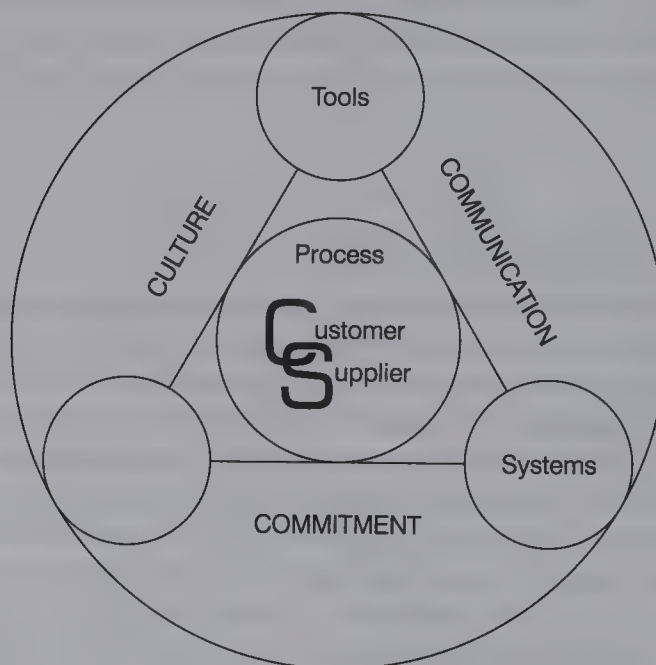 Tools
CULTURE
COMMUNICATION
Process
Customer
Supplier
Systems
COMMITMENT